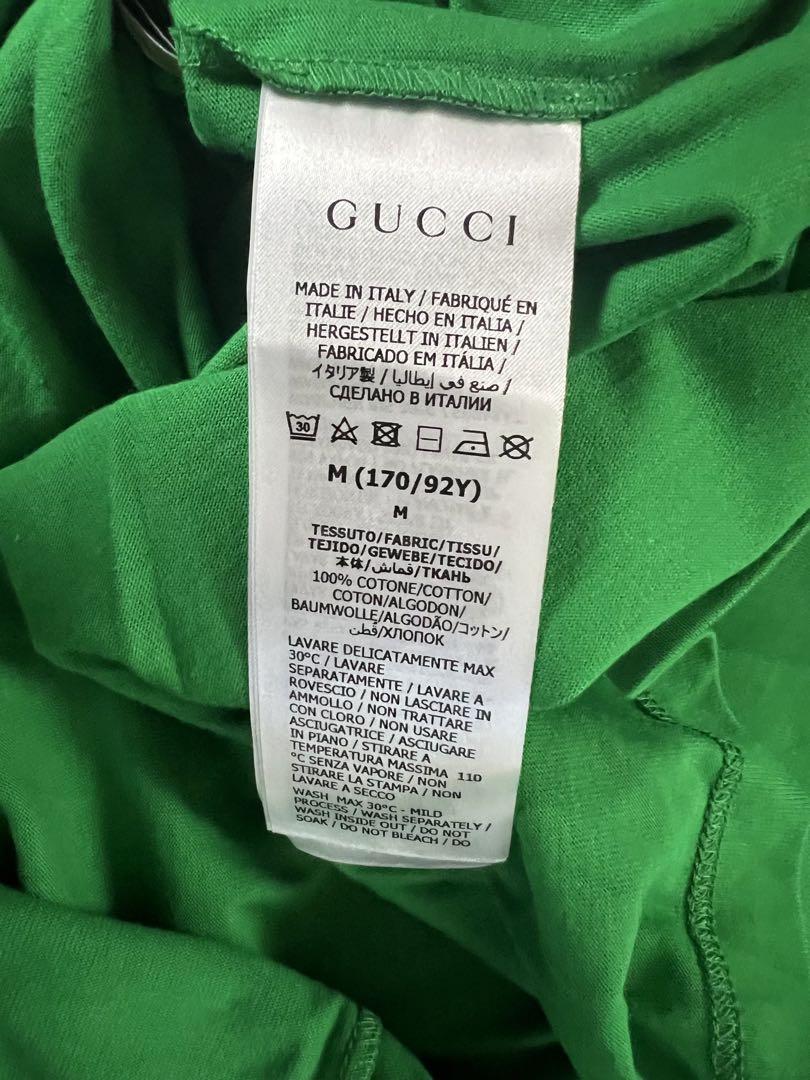 GUCCI
MADE IN ITALY / FABRIQUÉ EN
ITALIE / HECHO EN ITALIA /
HERGESTELLT IN ITALIEN /
FABRICADO EM ITÁLIA /
イタリア製 / صنع في إيطاليا /
СДЕЛАНО В ИТАЛИИ
30
M (170/92Y)
M
TESSUTO/FABRIC/TISSU/
TEJIDO/GEWEBE/TECIDO/
本体/قماش/ТКАНЬ
100% COTONE/COTTON/
COTON/ALGODON/
BAUMWOLLE/ALGODÃO/コットン/
قطن/ХЛОПОК
LAVARE DELICATAMENTE MAX
30°C / LAVARE
SEPARATAMENTE / LAVARE A
ROVESCIO / NON LASCIARE IN
AMMOLLO / NON TRATTARE
CON CLORO / NON USARE
ASCIUGATRICE / ASCIUGARE
IN PIANO / STIRARE A
TEMPERATURA MASSIMA 110
°C SENZA VAPORE / NON
STIRARE LA STAMPA / NON
LAVARE A SECCO
WASH MAX 30°C - MILD
PROCESS / WASH SEPARATELY /
WASH INSIDE OUT / DO NOT
SOAK / DO NOT BLEACH / DO